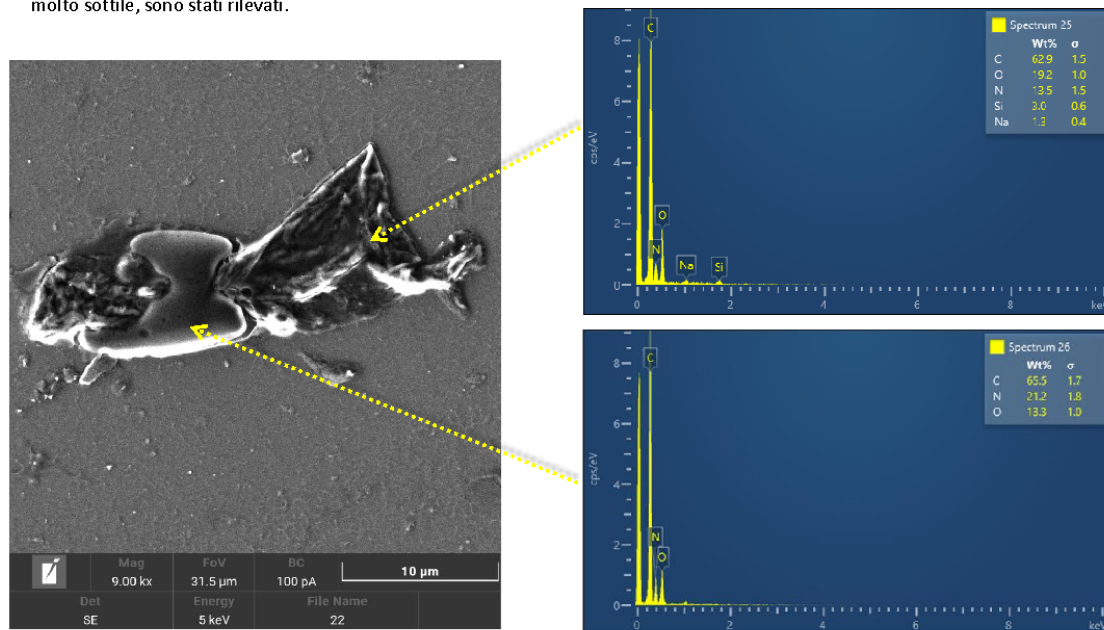 molto sottile, sono stati rilevati.
Mag FoV BC
9.00 kx 31.5 μm 100 pA 10 μm
Det Energy File Name
SE 5 keV 22
Spectrum 25
Wt% σ
C 62.9 1.5
O 19.2 1.0
N 13.5 1.5
Si 3.0 0.6
Na 1.3 0.4
cps/eV
8
6
4
2
0
C
O
N
Na
Si
0 2 4 6 8 keV
Spectrum 26
Wt% σ
C 65.5 1.7
N 21.2 1.8
O 13.3 1.0
cps/eV
8
6
4
2
0
C
N
O
0 2 4 6 8 keV